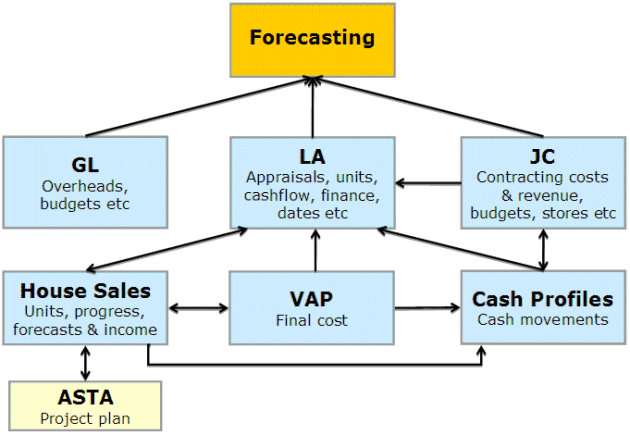 Forecasting
GL
Overheads,
budgets etc
LA
Appraisals, units,
cashflow, finance,
dates etc
JC
Contracting costs
& revenue,
budgets, stores etc
House Sales
Units, progress,
forecasts & income
VAP
Final cost
Cash Profiles
Cash movements
ASTA
Project plan